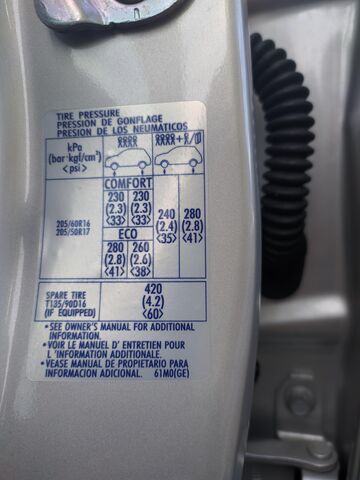 TIRE PRESSURE
PRESSION DE GONFLAGE
PRESION DE LOS NEUMATICOS
kPa
(bar·kgf/cm²)
<psi>
+ /
COMFORT
205/60R16
205/50R17
230 230
(2.3) (2.3)
<33> <33>
ECO
280 260
(2.8) (2.6)
<41> <38>
240 280
(2.4) (2.8)
<35> <41>
SPARE TIRE
T135/90D16
(IF EQUIPPED)
420
(4.2)
<60>
•SEE OWNER'S MANUAL FOR ADDITIONAL
INFORMATION.
•VOIR LE MANUEL D' ENTRETIEN POUR
L 'INFORMATION ADDITIONALE.
•VEASE MANUAL DE PROPIETARIO PARA
INFORMACION ADICIONAL. 61M0(GE)